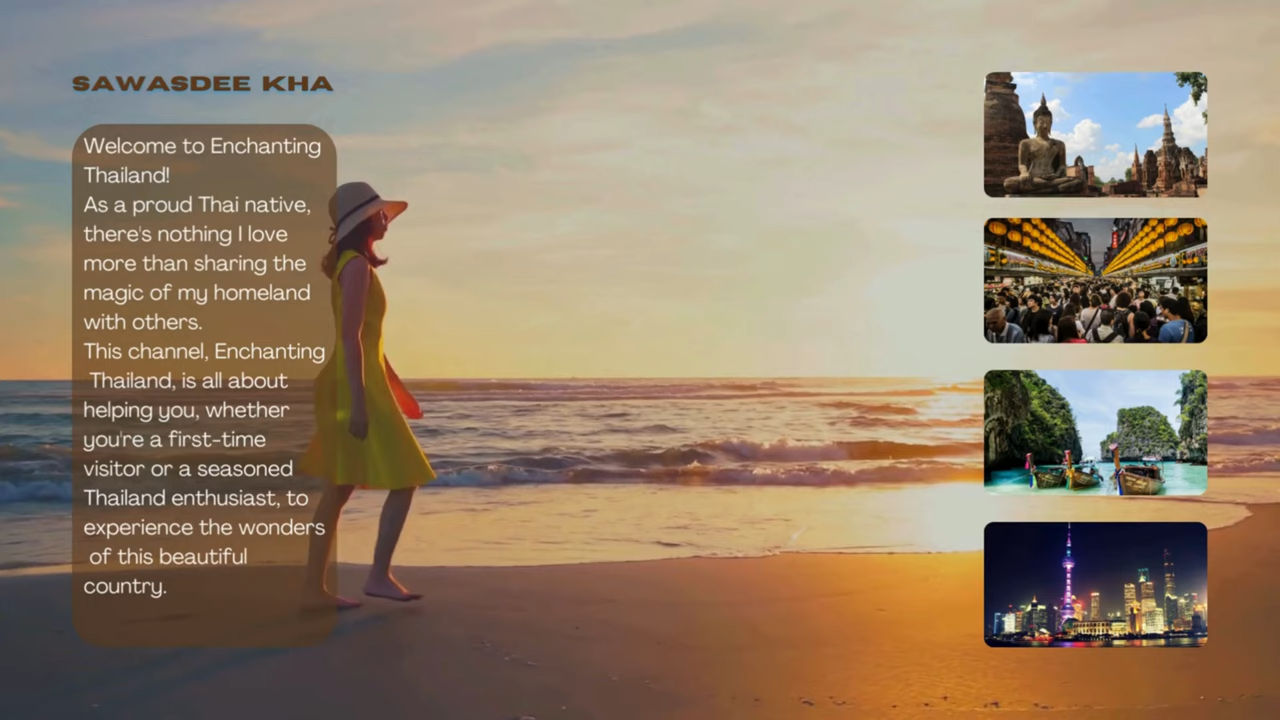 SAWASDEE KHA
Welcome to Enchanting
Thailand!
As a proud Thai native,
there's nothing I love
more than sharing the
magic of my homeland
with others.
This channel, Enchanting
Thailand, is all about
helping you, whether
you're a first-time
visitor or a seasoned
Thailand enthusiast, to
experience the wonders
of this beautiful
country.